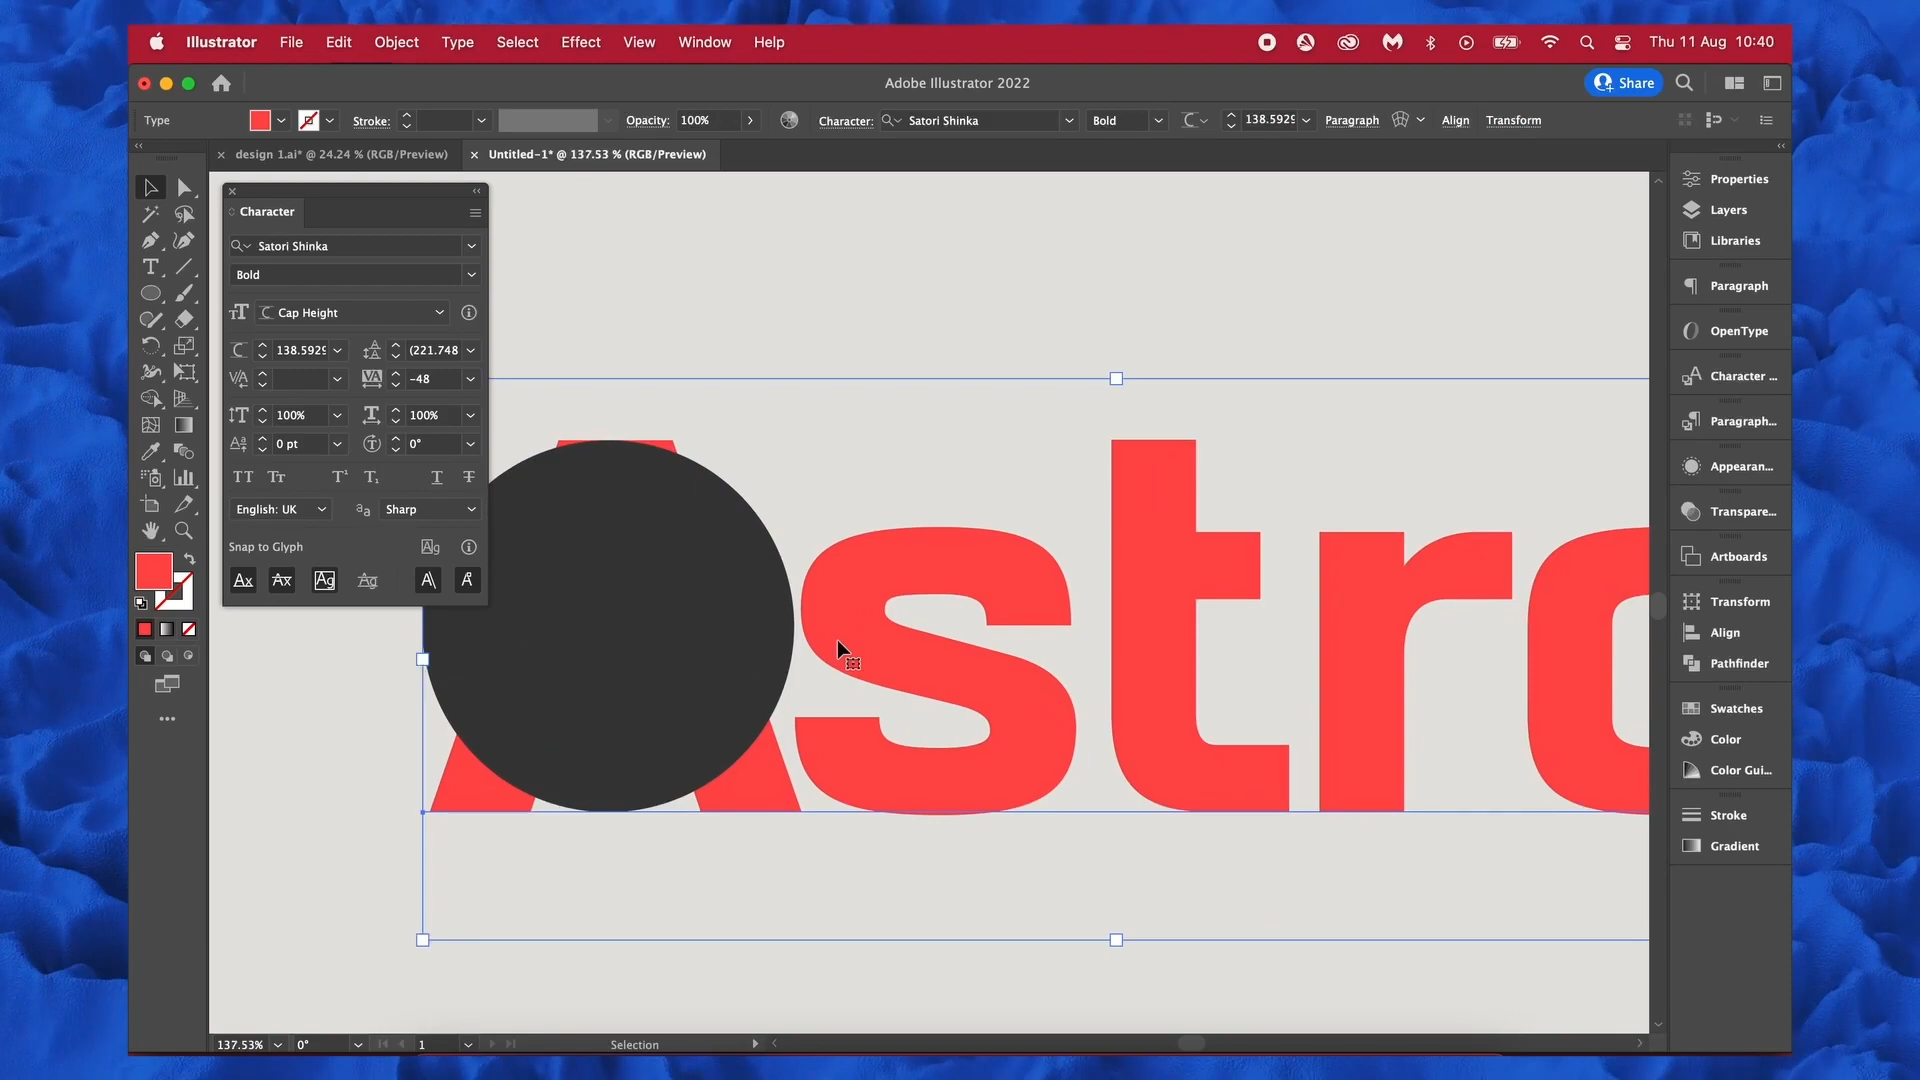 Illustrator File Edit Object Type Select Effect View Window Help Thu 11 Aug 10:40
Adobe Illustrator 2022 Share
Type Stroke: Opacity: 100% Character: Satori Shinka Bold 138.592 Paragraph Align Transform
design 1.ai* @ 24.24 % (RGB/Preview) Untitled-1* @ 137.53 % (RGB/Preview)
Character
Satori Shinka
Bold
Cap Height
138.592 (221.748
-48
100% 100%
0 pt 0°
English: UK Sharp
Snap to Glyph
Properties
Layers
Libraries
Paragraph
OpenType
Character ...
Paragraph...
Appearan...
Transpare...
Artboards
Transform
Align
Pathfinder
Swatches
Color
Color Gui...
Stroke
Gradient
Astro
137.53% 0° 1 Selection